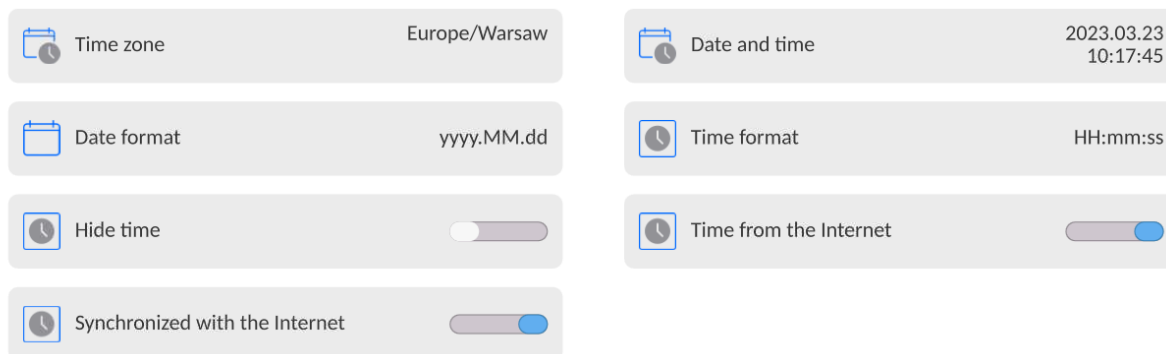 Time zone
Europe/Warsaw
Date and time
2023.03.23
10:17:45
Date format
yyyy.MM.dd
Time format
HH:mm:ss
Hide time
Time from the Internet
Synchronized with the Internet